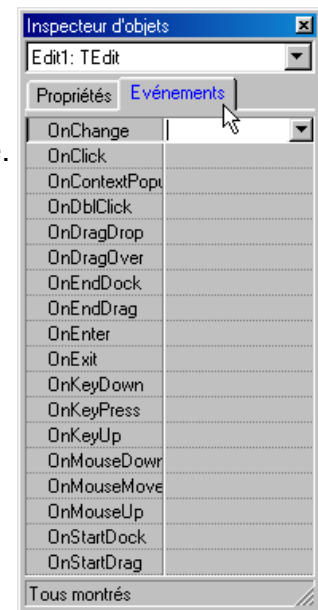 Inspecteur d'objets
Edit1: TEdit
Propriétés Evénements
OnChange
OnClick
OnContextPopu
OnDblClick
OnDragDrop
OnDragOver
OnEndDock
OnEndDrag
OnEnter
OnExit
OnKeyDown
OnKeyPress
OnKeyUp
OnMouseDown
OnMouseMove
OnMouseUp
OnStartDock
OnStartDrag
Tous montrés